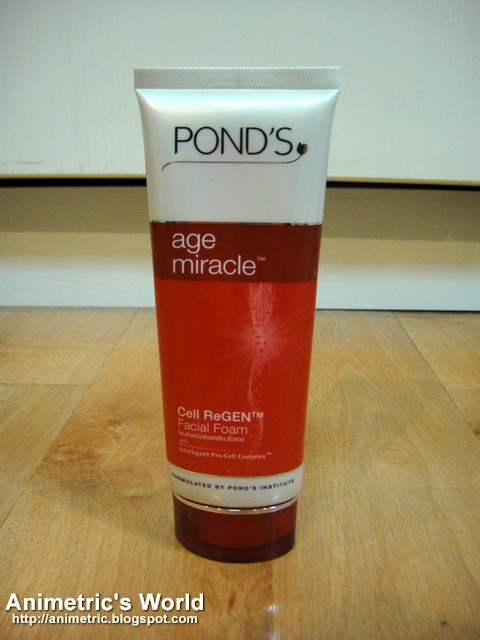 POND'S
age
miracle™
Cell ReGEN™
Facial Foam
with
Intelligent Pro-Cell Complex™
FORMULATED BY POND'S INSTITUTE
Animetric's World
http://animetric.blogspot.com